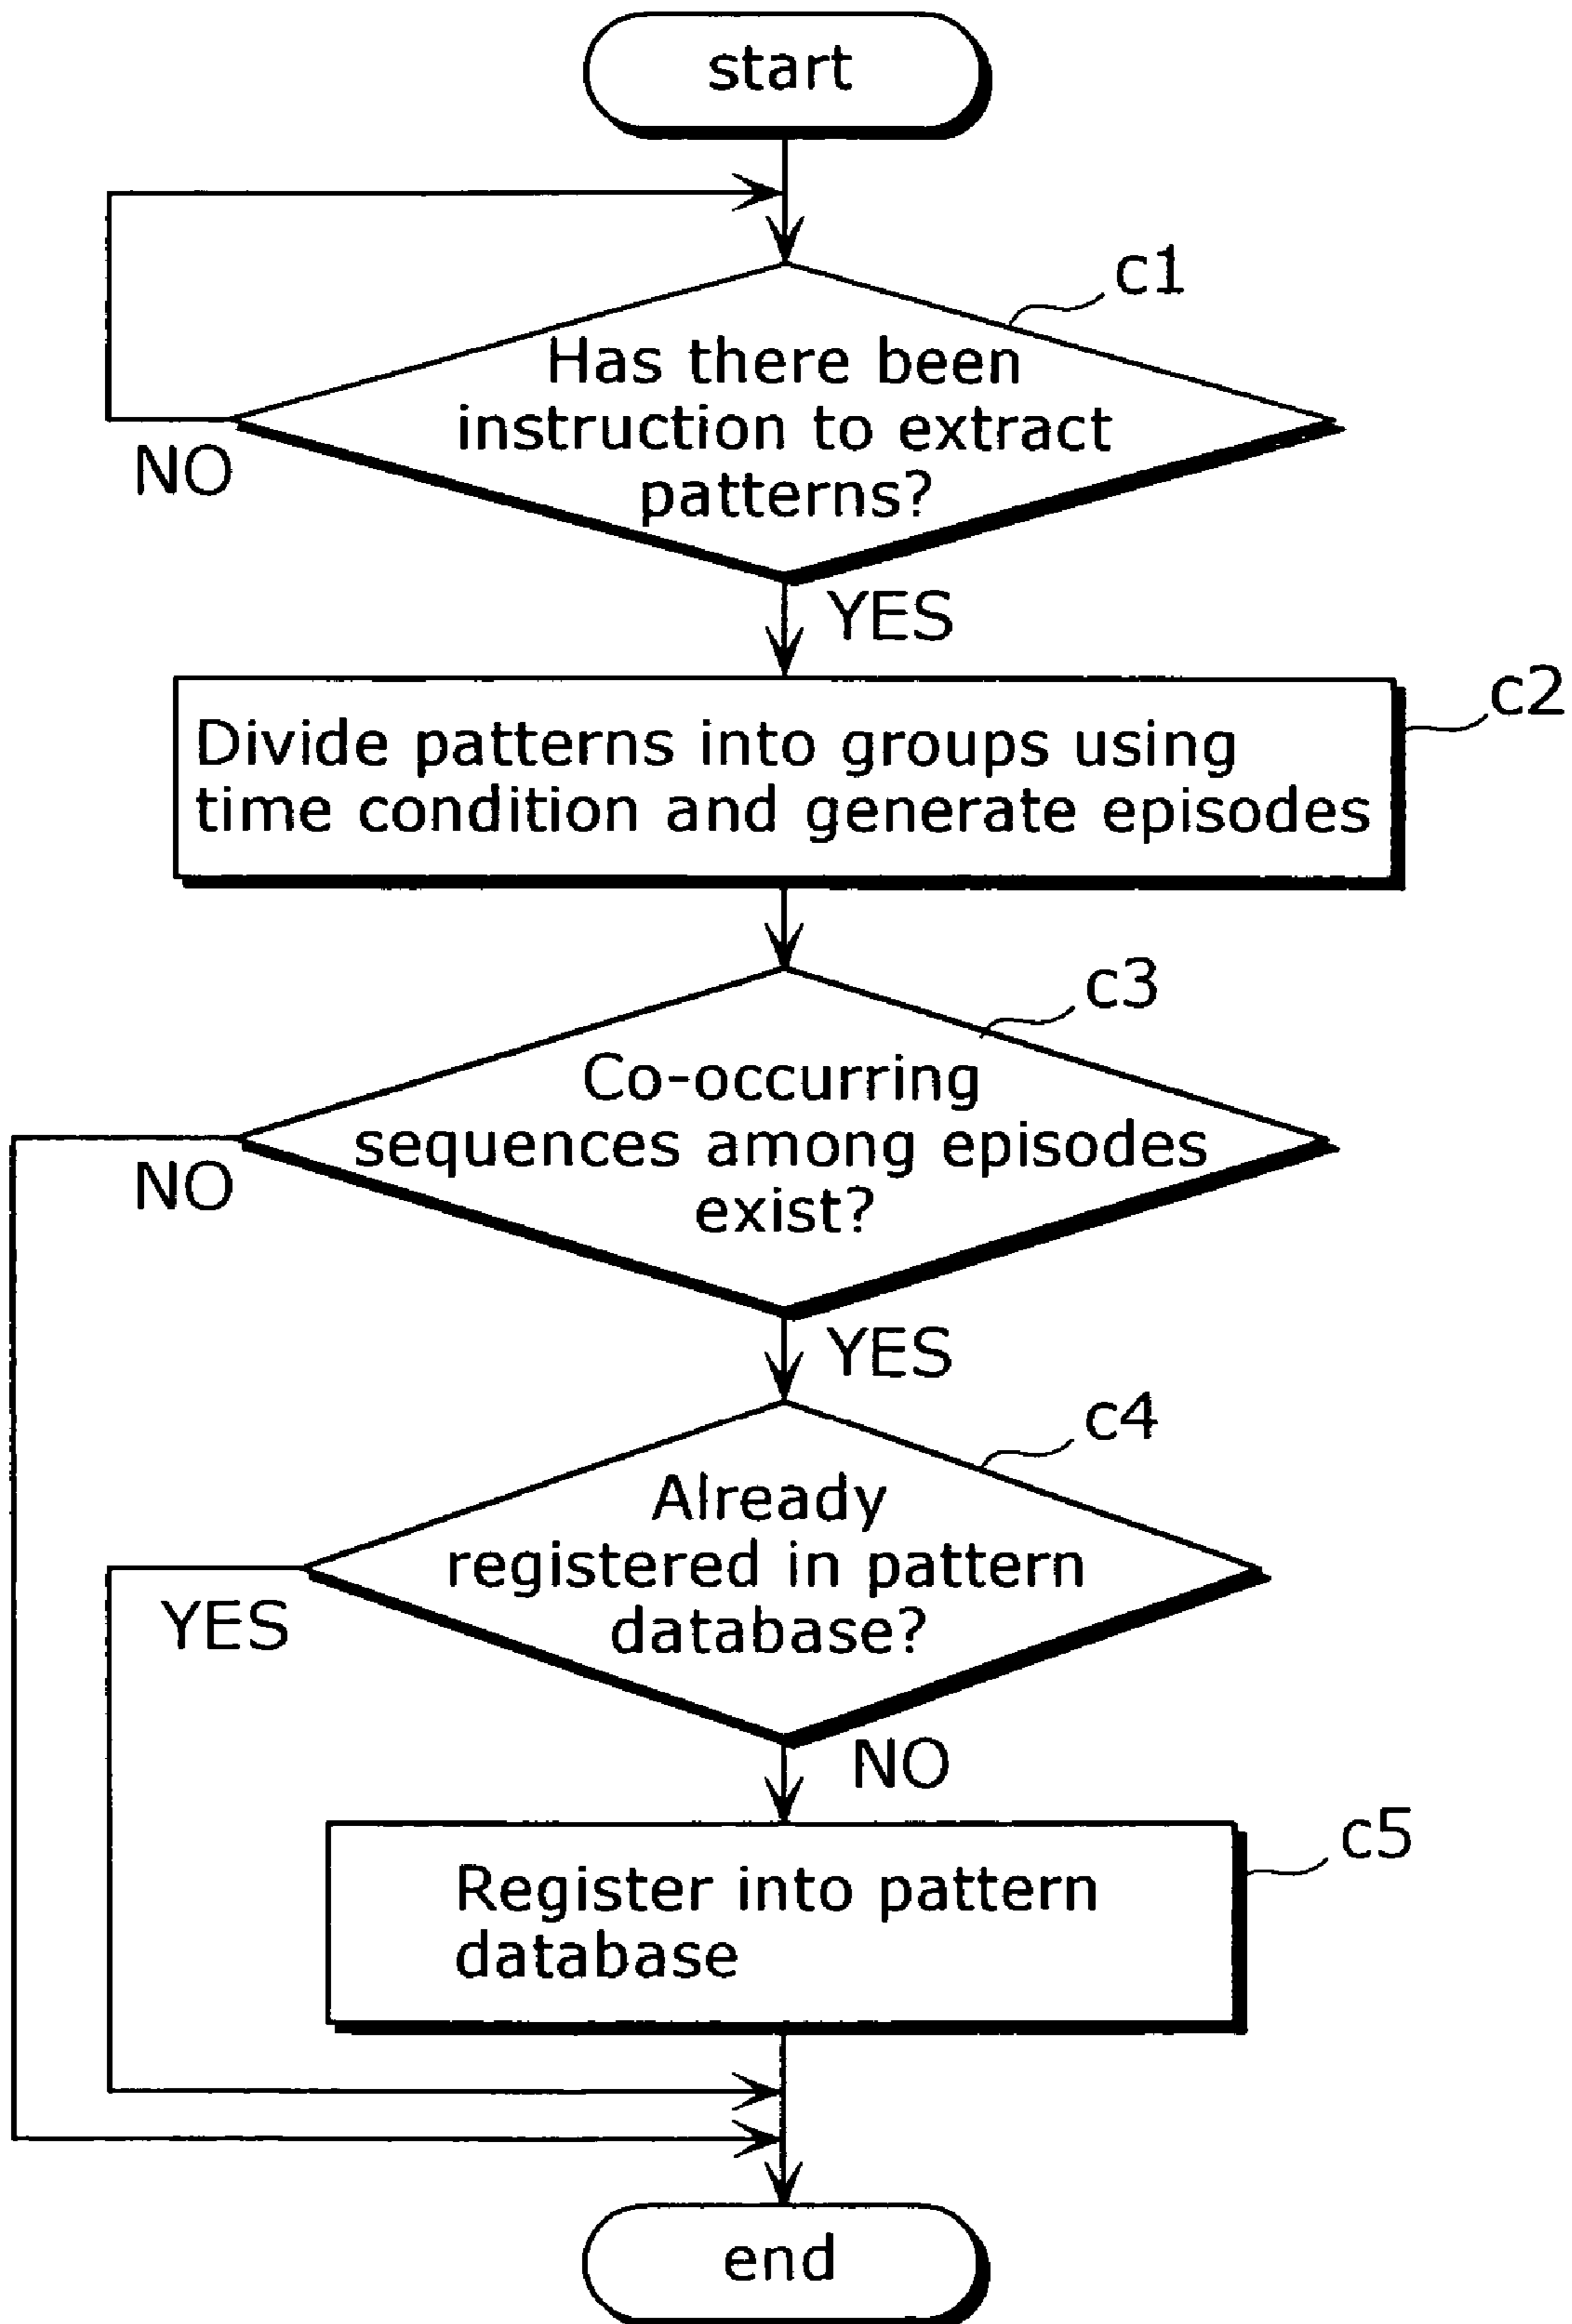 start
c1
Has there been
instruction to extract
patterns?
NO
YES
c2
Divide patterns into groups using
time condition and generate episodes
c3
Co-occurring
sequences among episodes
exist?
NO
YES
c4
Already
registered in pattern
database?
YES
NO
c5
Register into pattern
database
end